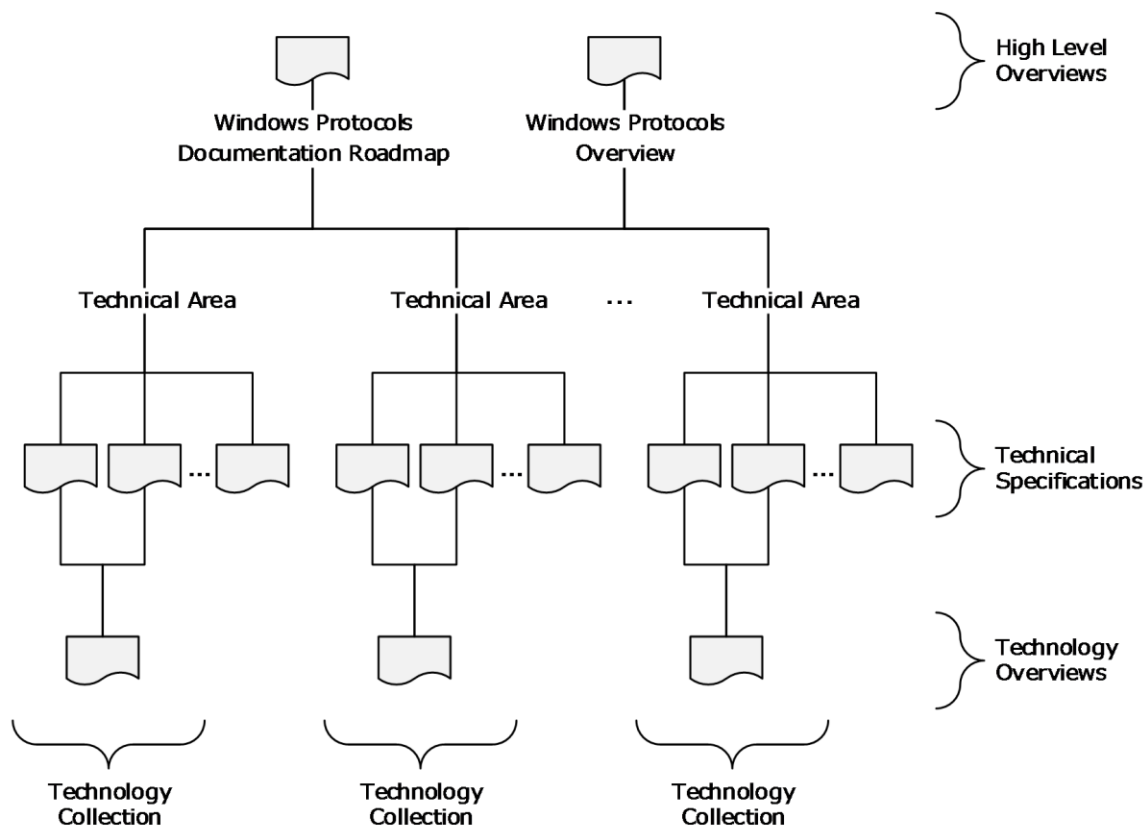 High Level
Overviews
Windows Protocols
Documentation Roadmap
Windows Protocols
Overview
Technical Area
Technical Area
...
Technical Area
...
...
...
Technical
Specifications
Technology
Overviews
Technology
Collection
Technology
Collection
Technology
Collection